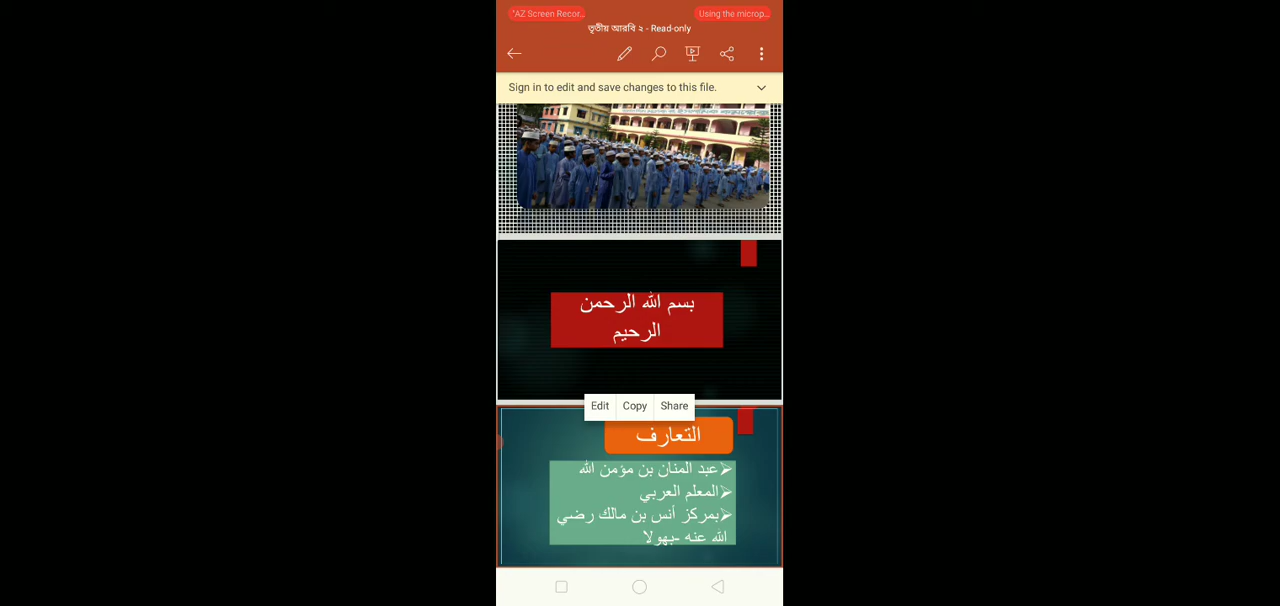 "AZ Screen Recor...
Using the microp...
তৃতীয় আরবি ২ - Read-only
Sign in to edit and save changes to this file.
بسم الله الرحمن
الرحيم
Edit
Copy
Share
التعارف
عبد المنان بن مؤمن الله
المعلم العربي
بمركز أنس بن مالك رضي
الله عنه -بهولا